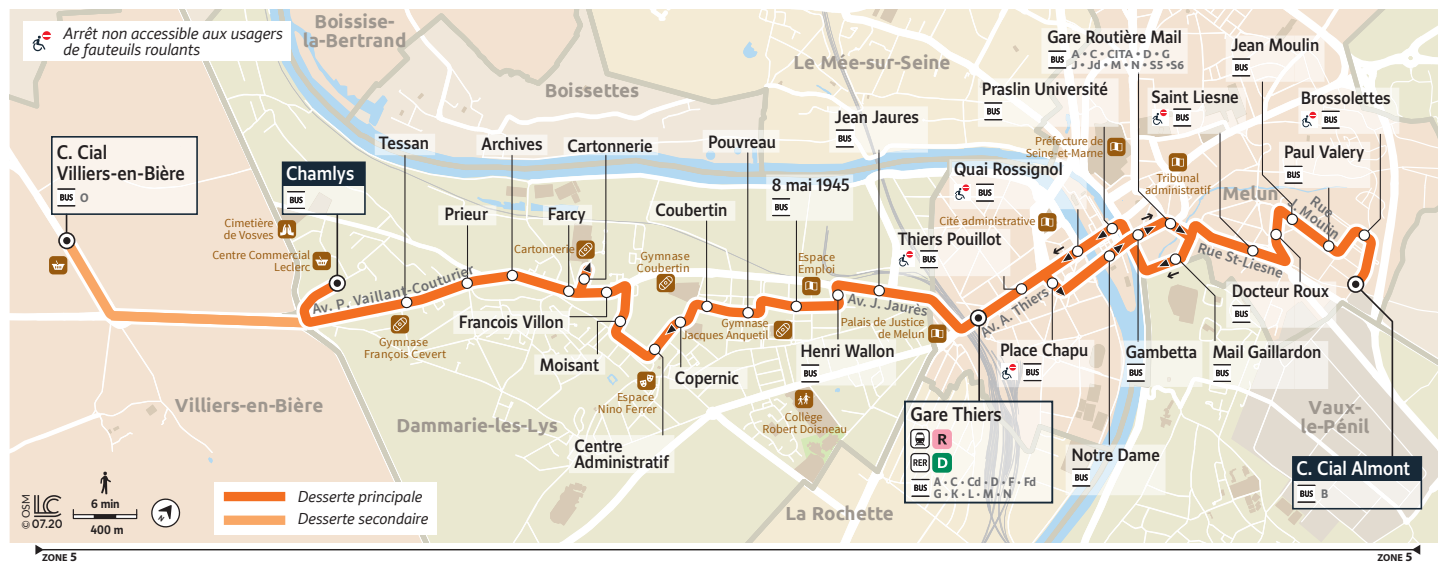 Arrêt non accessible aux usagers
de fauteuils roulants
Boissise-
la-Bertrand
Boissettes
Le Mée-sur-Seine
Gare Routière Mail
BUS A • C • CITA • D • G
J • Jd • M • N • S5 • S6
Jean Moulin
BUS
Praslin Université
BUS
Saint Liesne
BUS
Brossolettes
BUS
Jean Jaures
BUS
Préfecture de
Seine-et-Marne
Paul Valery
BUS
Tessan
Archives
Cartonnerie
Pouvreau
C. Cial
Villiers-en-Bière
BUS O
Chamlys
BUS
Quai Rossignol
BUS
Tribunal
administratif
Melun
8 mai 1945
BUS
Cimetière
de Vosves
Prieur
Farcy
Coubertin
Cité administrative
Rue
J. Moulin
Centre Commercial
Leclerc
Cartonnerie
Gymnase
Coubertin
Espace
Emploi
Thiers Pouillot
BUS
Rue St-Liesne
Av. P. Vaillant-Couturier
Av. J. Jaurès
Av. A. Thiers
Docteur Roux
BUS
Francois Villon
Gymnase
Jacques Anquetil
Palais de Justice
de Melun
Gymnase
François Cevert
Moisant
Copernic
Henri Wallon
BUS
Place Chapu
BUS
Gambetta
BUS
Mail Gaillardon
BUS
Espace
Nino Ferrer
Collège
Robert Doisneau
Villiers-en-Bière
Dammarie-les-Lys
Vaux-
le-Pénil
Gare Thiers
R
RER D
BUS A • C • Cd • D • F • Fd
G • K • L • M • N
Centre
Administratif
Notre Dame
BUS
C. Cial Almont
BUS B
La Rochette
© OSM
LC
07.20
6 min
400 m
Desserte principale
Desserte secondaire
ZONE 5
ZONE 5